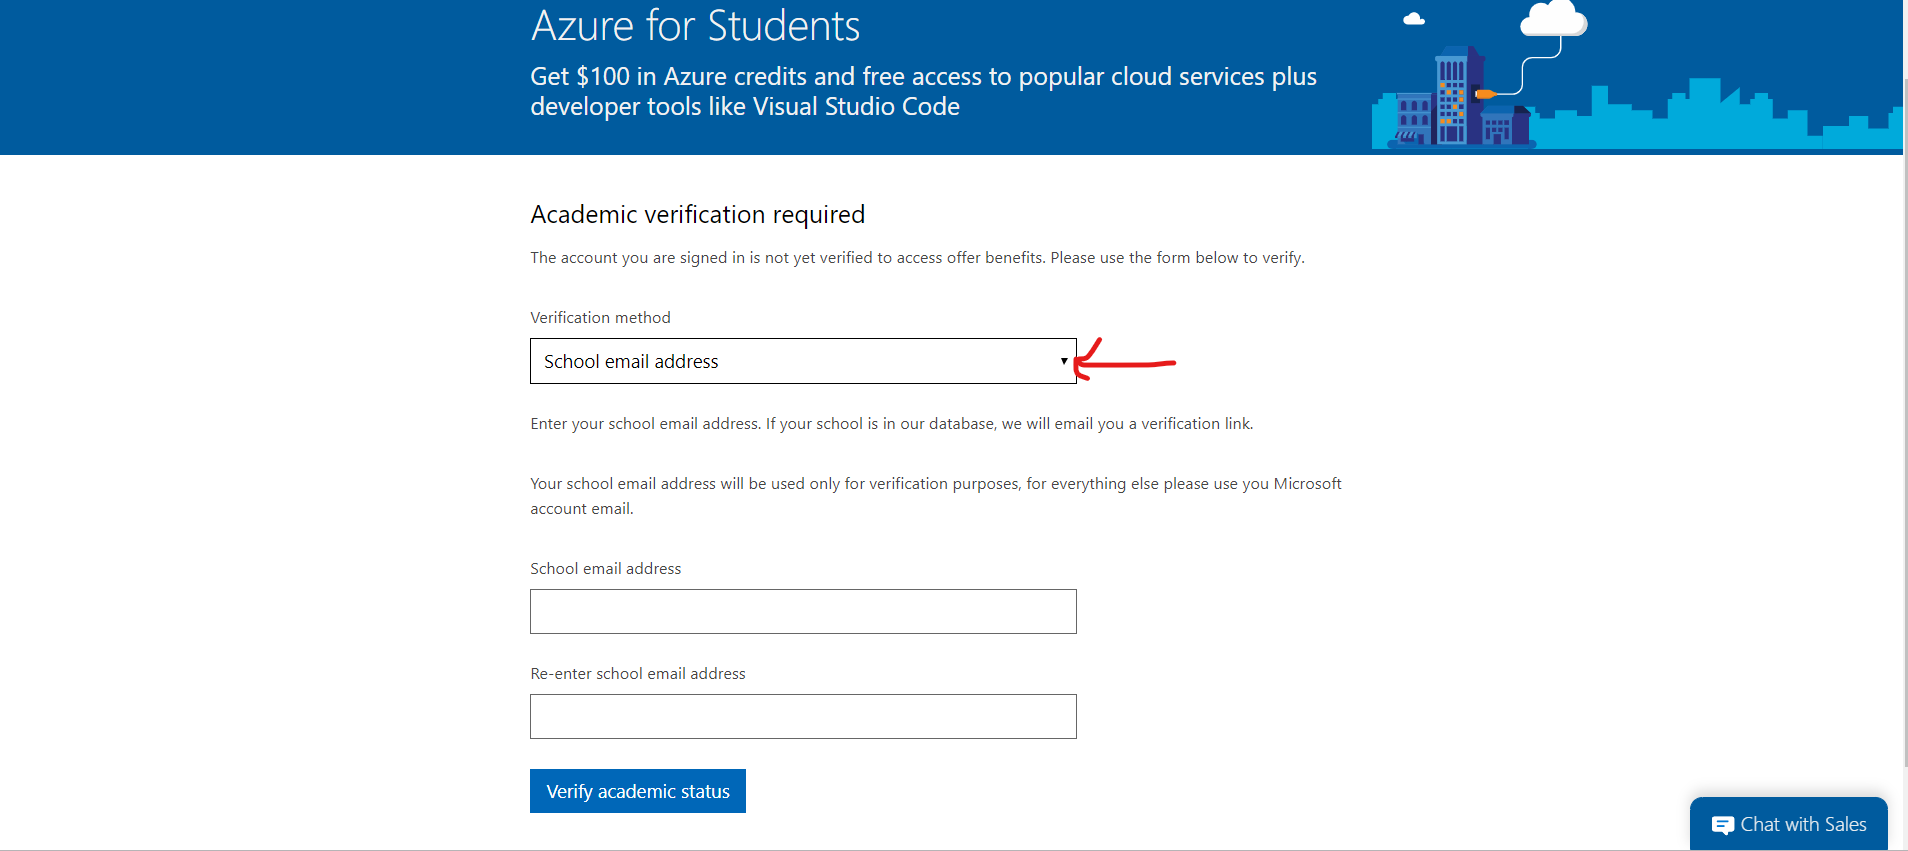 Azure for Students
Get $100 in Azure credits and free access to popular cloud services plus
developer tools like Visual Studio Code
Academic verification required
The account you are signed in is not yet verified to access offer benefits. Please use the form below to verify.
Verification method
School email address
Enter your school email address. If your school is in our database, we will email you a verification link.
Your school email address will be used only for verification purposes, for everything else please use you Microsoft
account email.
School email address
Re-enter school email address
Verify academic status
Chat with Sales